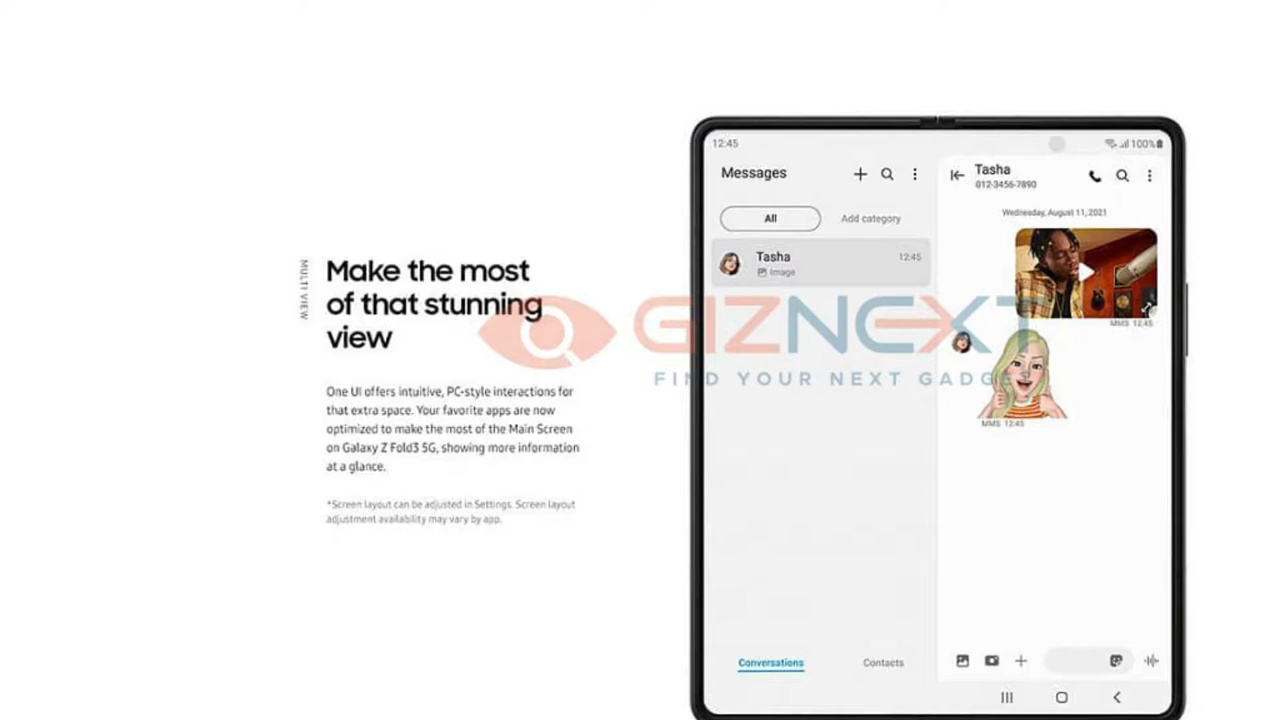 MULTI VIEW
Make the most
of that stunning
view
One UI offers intuitive, PC-style interactions for
that extra space. Your favorite apps are now
optimized to make the most of the Main Screen
on Galaxy Z Fold3 5G, showing more information
at a glance.
*Screen layout can be adjusted in Settings. Screen layout
adjustment availability may vary by app.
GIZNEXT
FIND YOUR NEXT GADGE
12:45
100%
Messages
All
Add category
Tasha
12:45
Image
Conversations
Contacts
Tasha
012-3456-7890
Wednesday, August 11, 2021
MMS 12:45
MMS 12:45